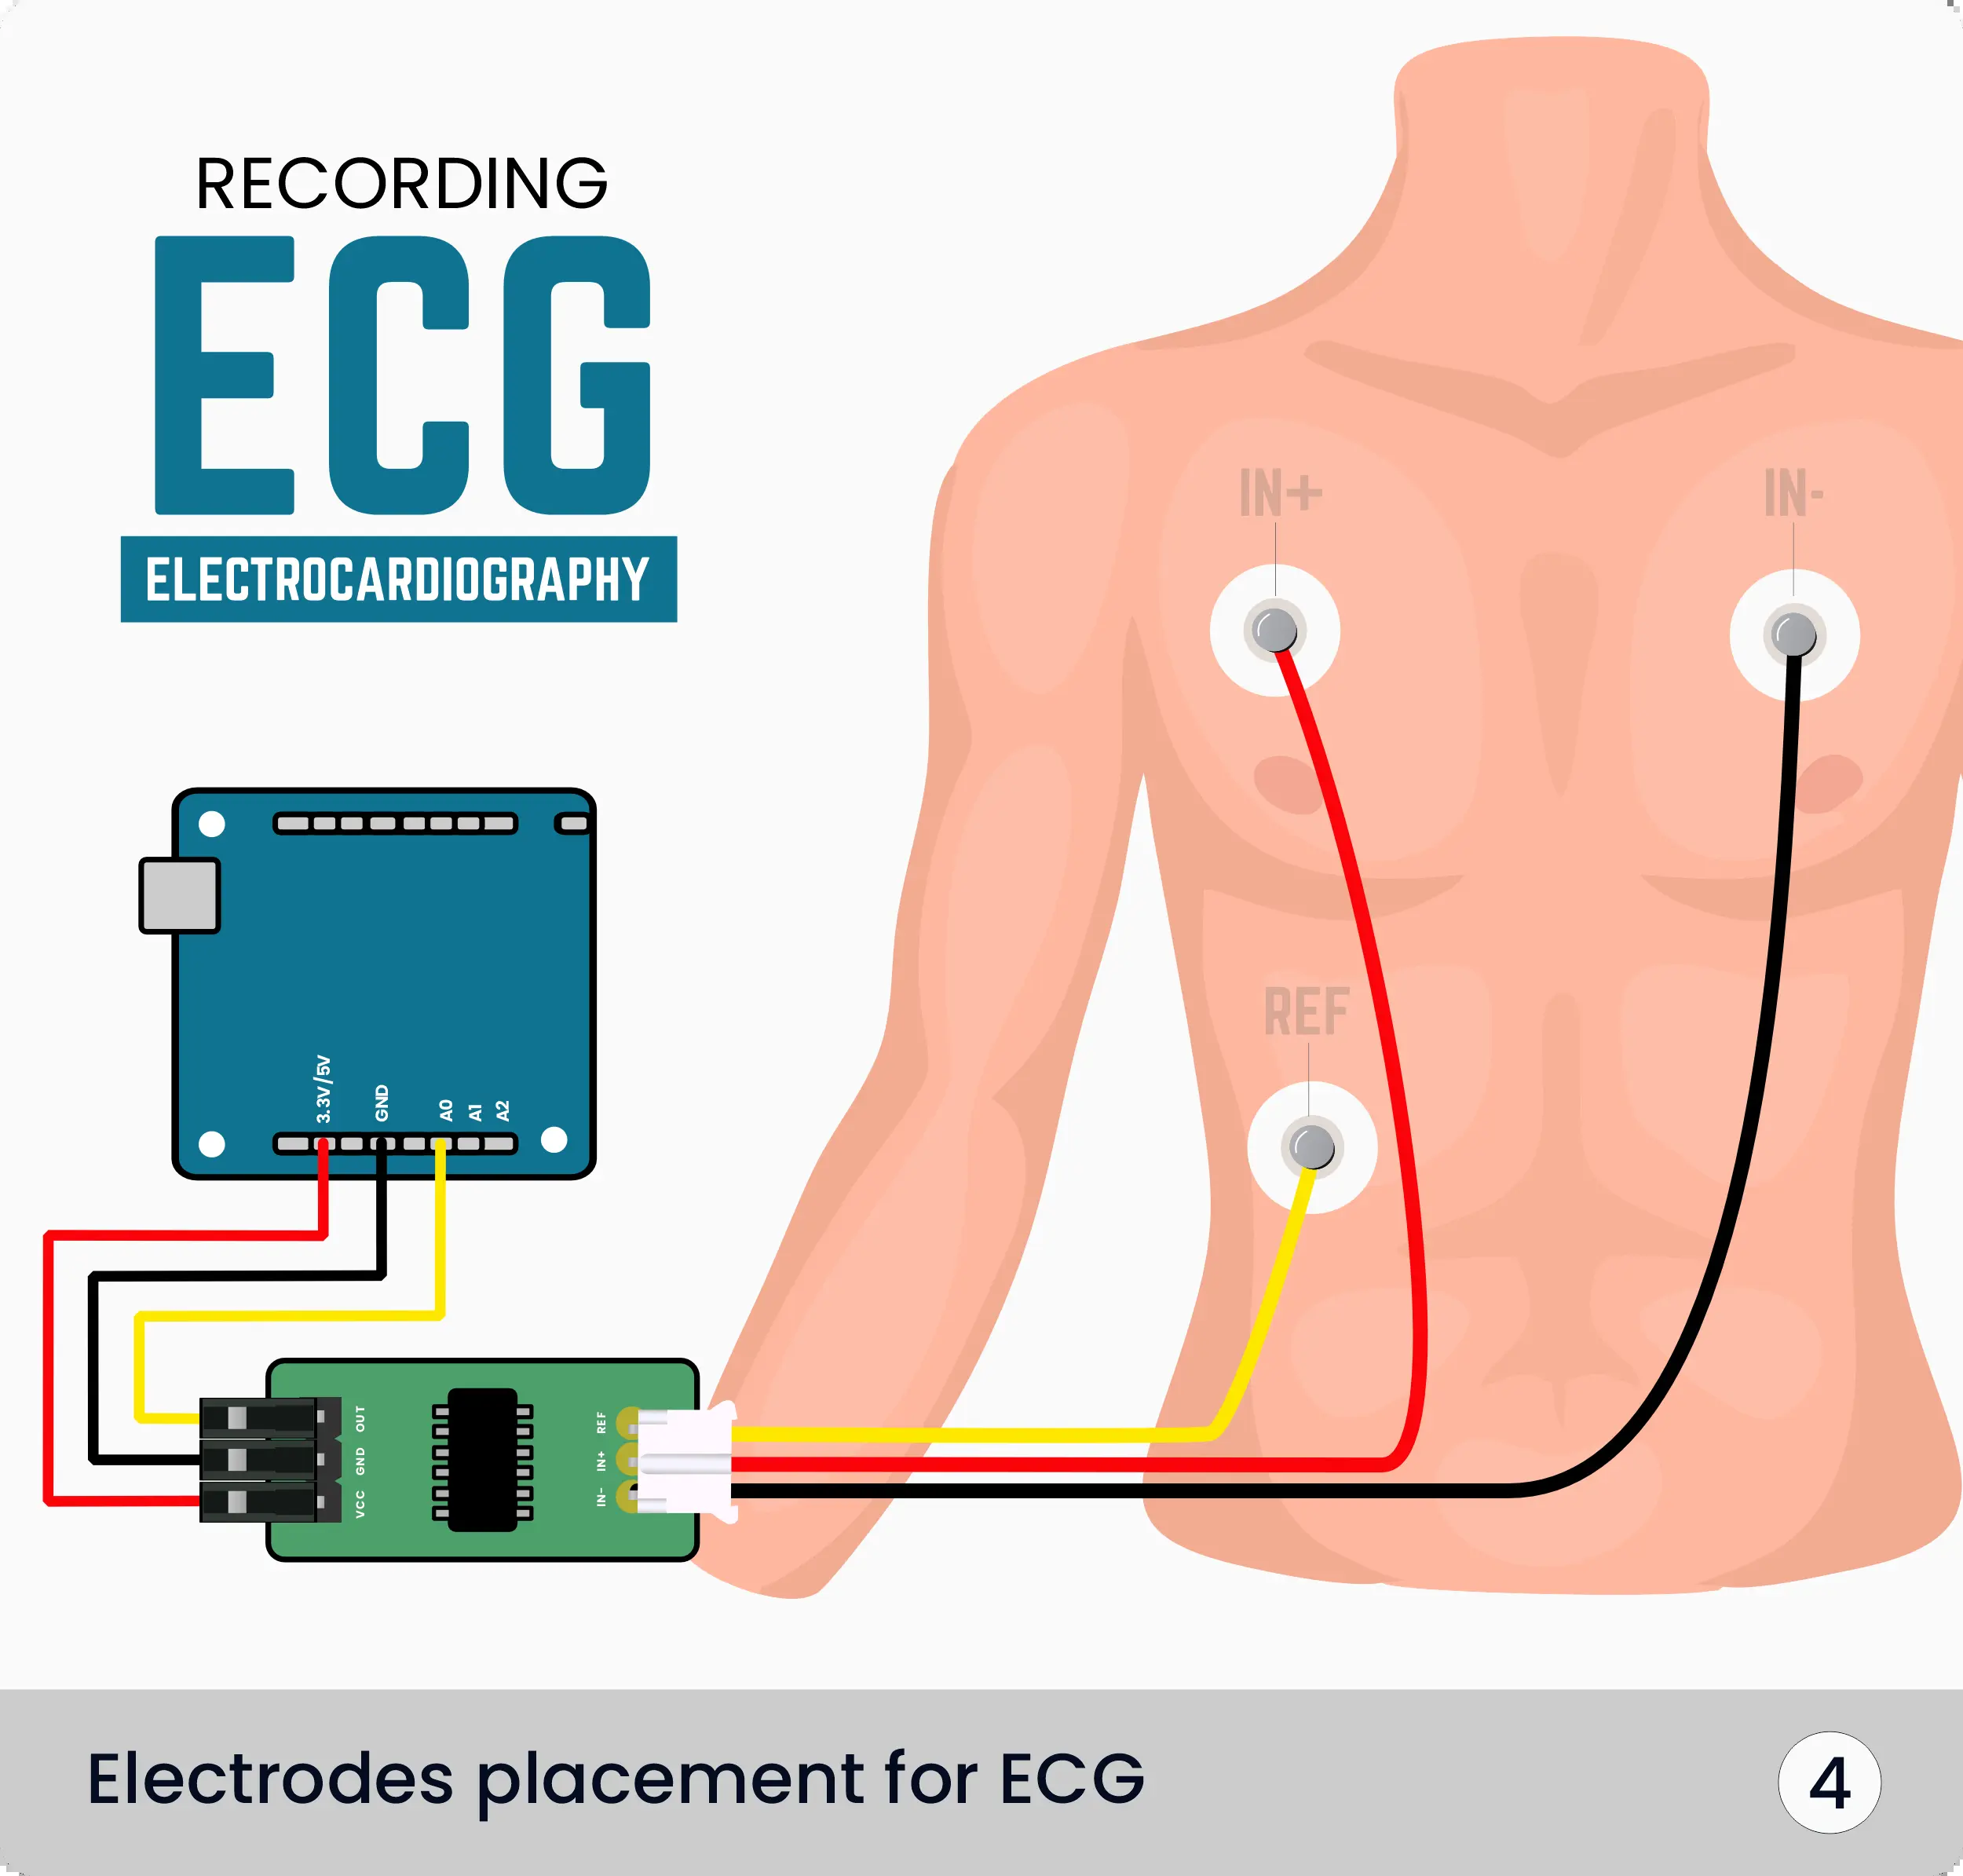 RECORDING
ECG
ELECTROCARDIOGRAPHY
IN+
IN-
REF
3.3V/5V
GND
A0
A1
A2
OUT
GND
VCC
REF
IN+
IN-
Electrodes placement for ECG
4